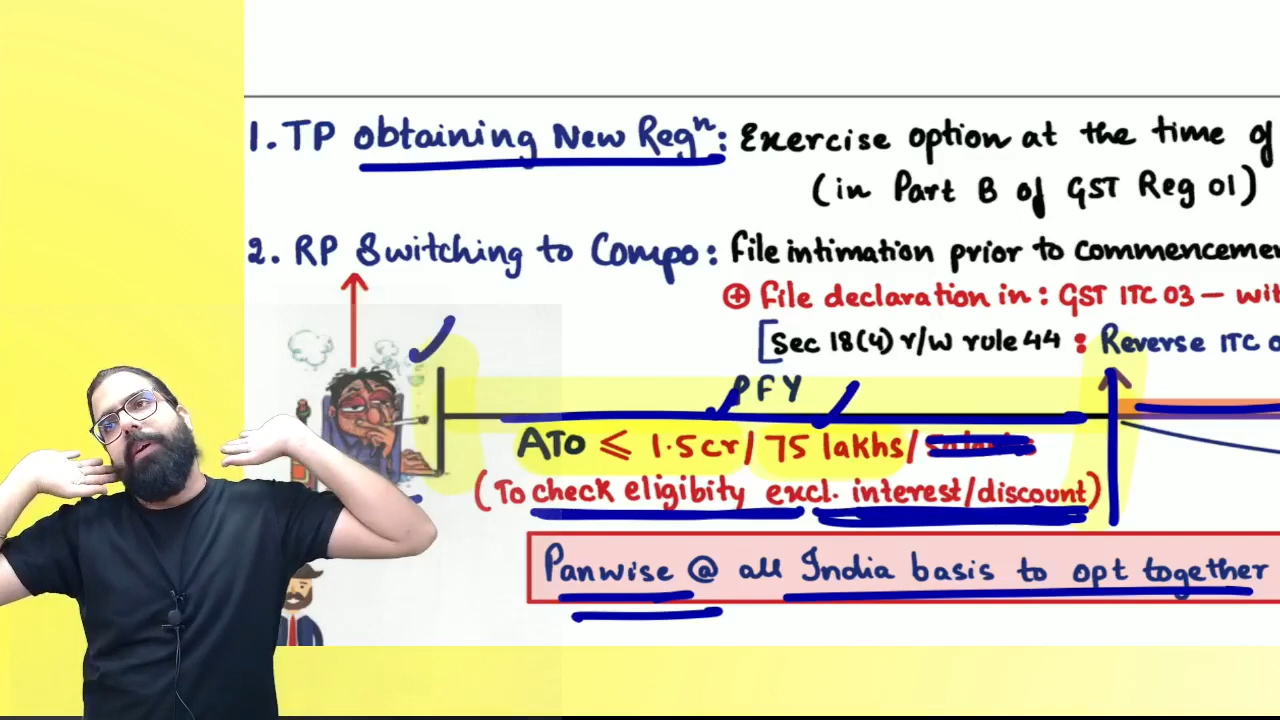 1. TP obtaining New Regⁿ: Exercise option at the time of
(in Part B of GST Reg 01)
2. RP Switching to Compo: file intimation prior to commencemen
⊕ file declaration in: GST ITC 03 – wit
[Sec 18(4) r/w rule 44 : Reverse ITC o
PFY
ATO ≤ 1.5cr/ 75 lakhs/
(To check eligibity excl. interest/discount)
Panwise @ all India basis to opt together